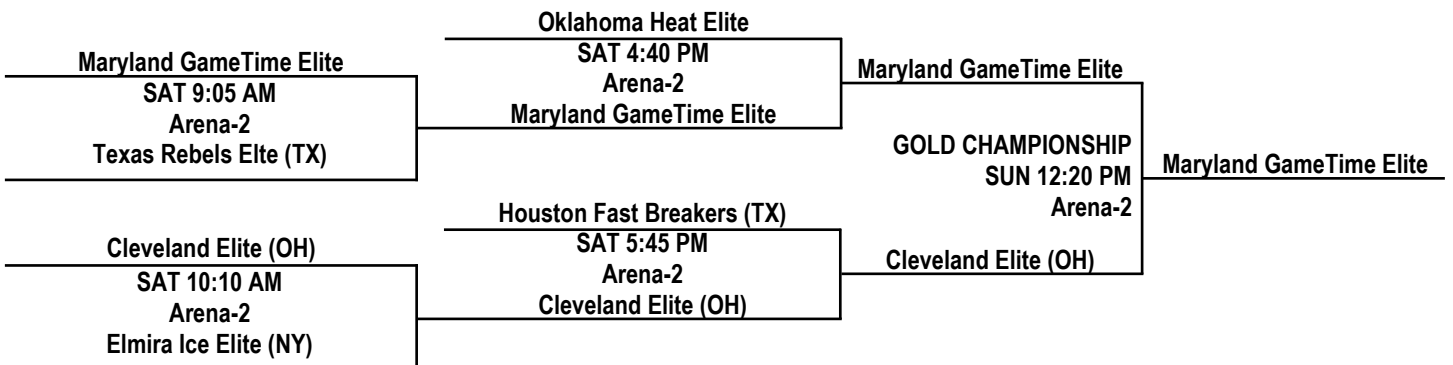 Oklahoma Heat Elite
Maryland GameTime Elite
SAT 4:40 PM
Maryland GameTime Elite
SAT 9:05 AM
Arena-2
Arena-2
Maryland GameTime Elite
Texas Rebels Elte (TX)
GOLD CHAMPIONSHIP
SUN 12:20 PM
Maryland GameTime Elite
Arena-2
Houston Fast Breakers (TX)
Cleveland Elite (OH)
SAT 5:45 PM
Cleveland Elite (OH)
SAT 10:10 AM
Arena-2
Arena-2
Cleveland Elite (OH)
Elmira Ice Elite (NY)